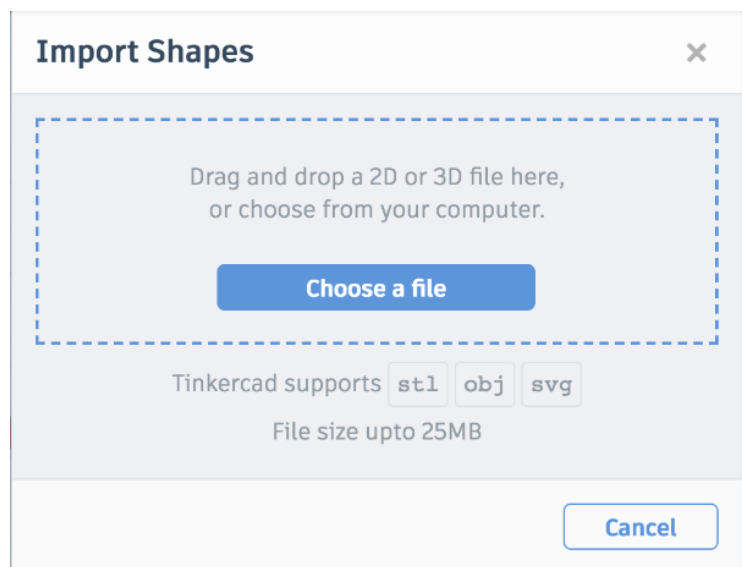 Import Shapes
Drag and drop a 2D or 3D file here,
or choose from your computer.
Choose a file
Tinkercad supports stl obj svg
File size upto 25MB
Cancel